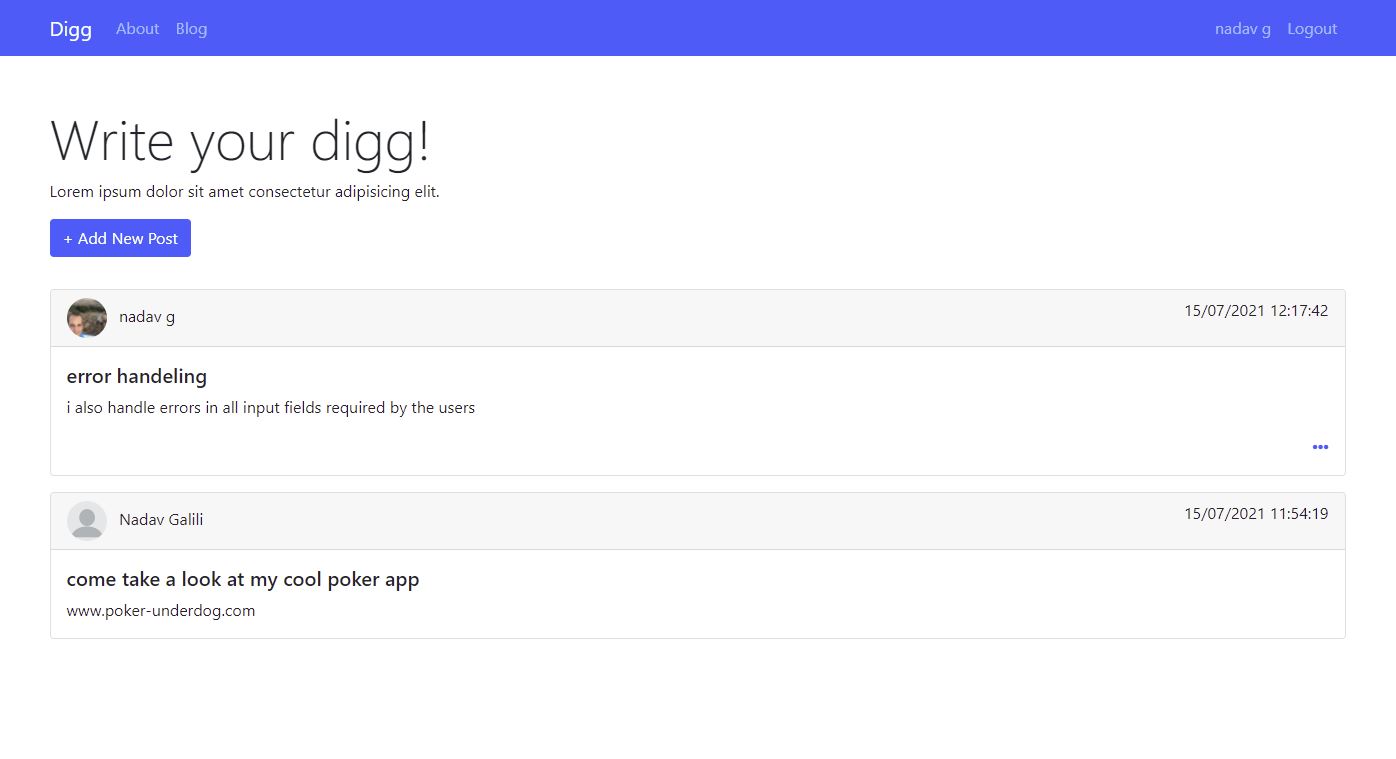 Digg About Blog nadav g Logout
Write your digg!
Lorem ipsum dolor sit amet consectetur adipisicing elit.
+ Add New Post
nadav g 15/07/2021 12:17:42
error handeling
i also handle errors in all input fields required by the users
Nadav Galili 15/07/2021 11:54:19
come take a look at my cool poker app
www.poker-underdog.com